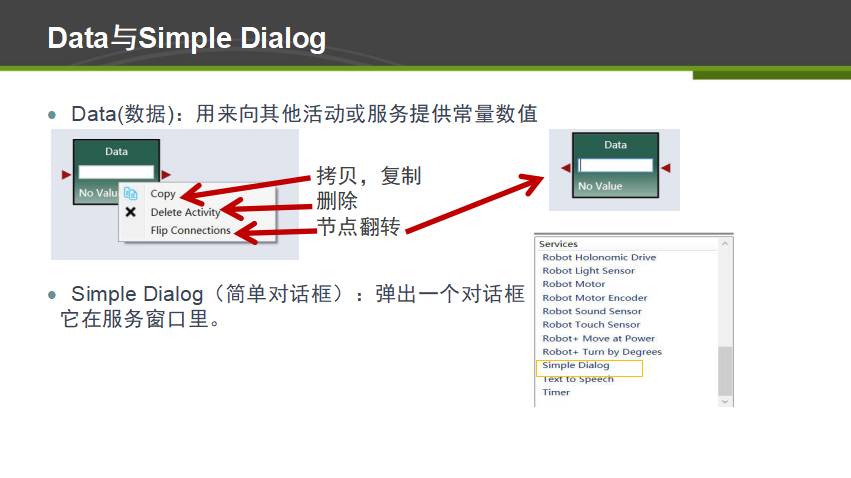 Data与Simple Dialog
Data(数据)：用来向其他活动或服务提供常量数值
Data
No Valu
Copy
Delete Activity
Flip Connections
拷贝，复制
删除
节点翻转
Data
No Value
Simple Dialog（简单对话框）：弹出一个对话框
它在服务窗口里。
Services
Robot Holonomic Drive
Robot Light Sensor
Robot Motor
Robot Motor Encoder
Robot Sound Sensor
Robot Touch Sensor
Robot+ Move at Power
Robot+ Turn by Degrees
Simple Dialog
Text to Speech
Timer